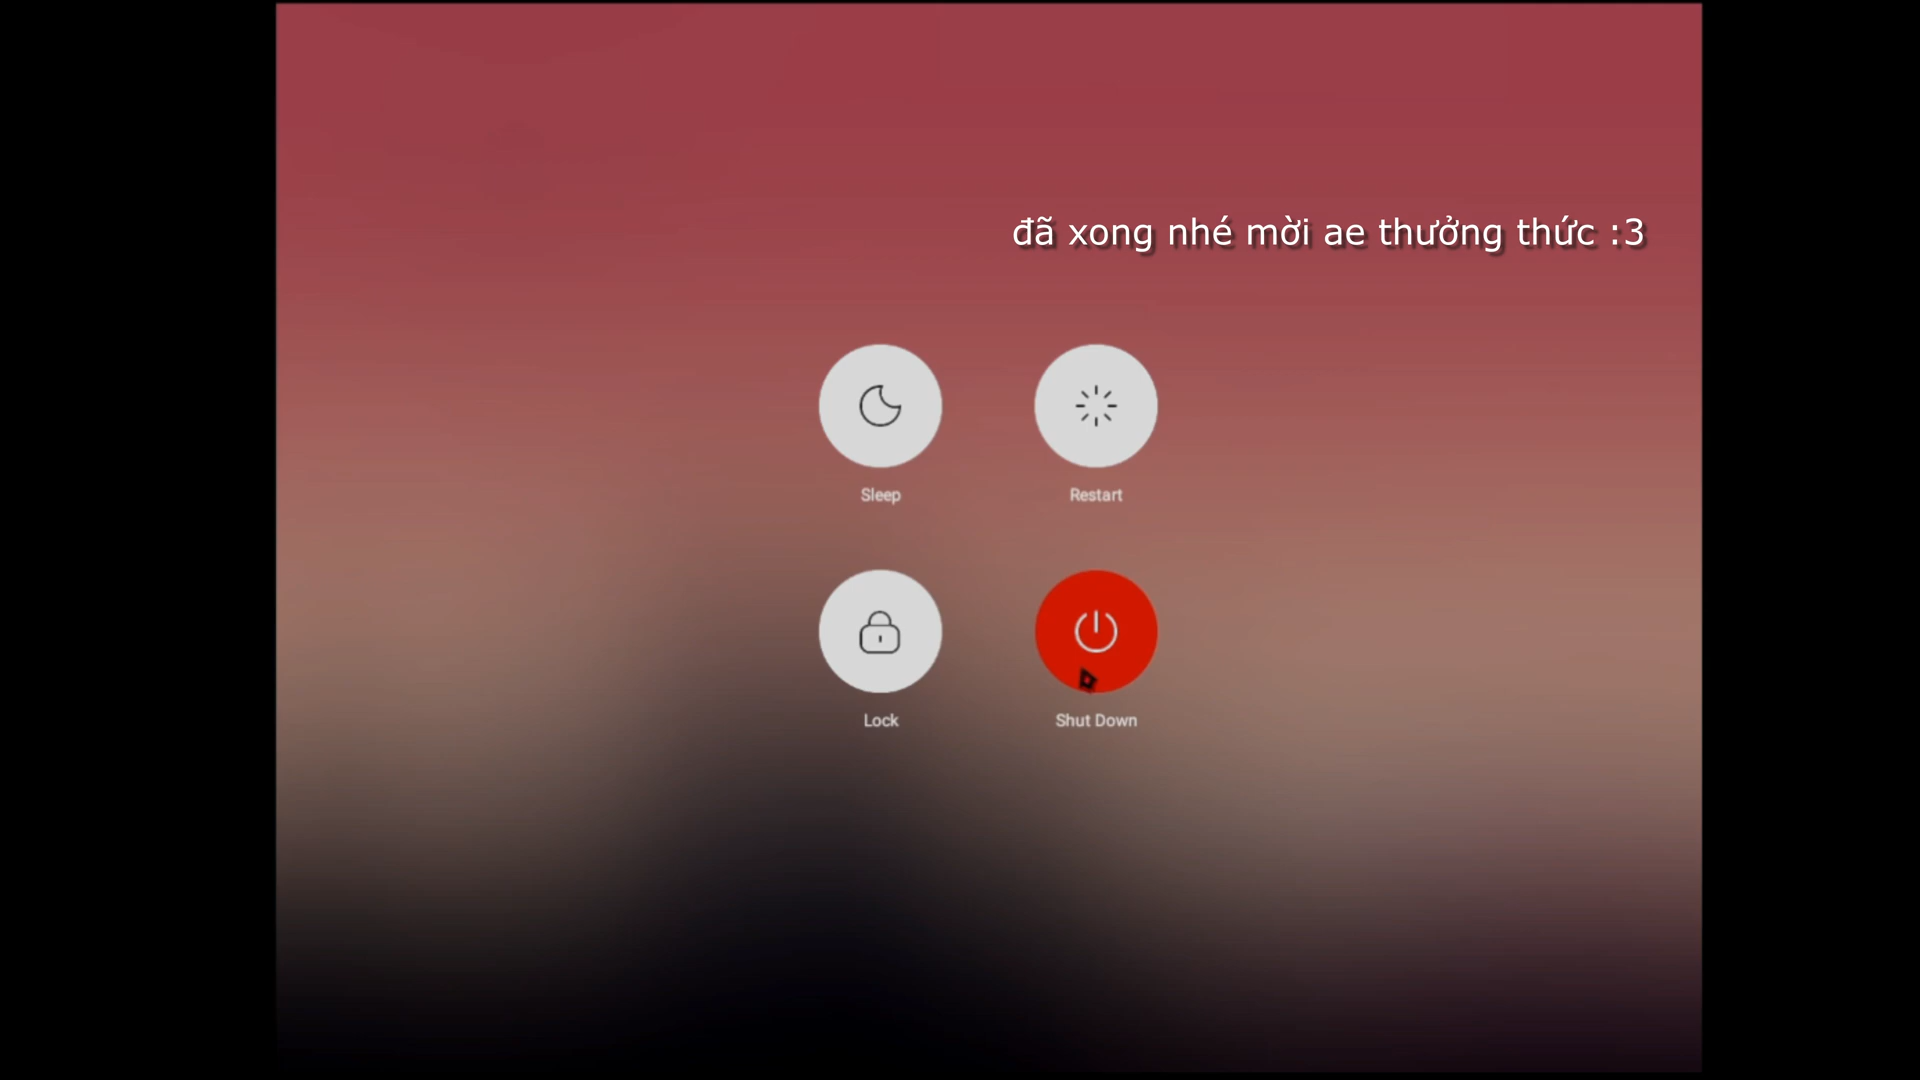 đã xong nhé mời ae thưởng thức :3
Sleep
Restart
Lock
Shut Down